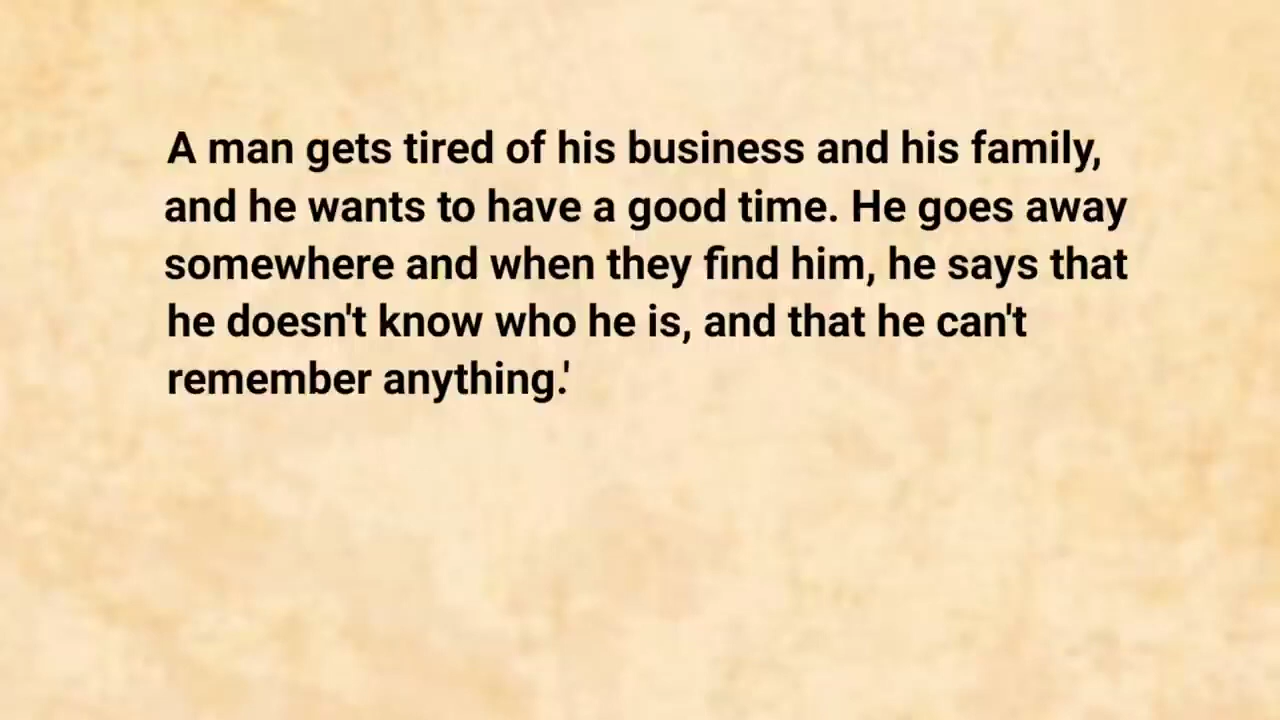 A man gets tired of his business and his family,
and he wants to have a good time. He goes away
somewhere and when they find him, he says that
he doesn't know who he is, and that he can't
remember anything.'